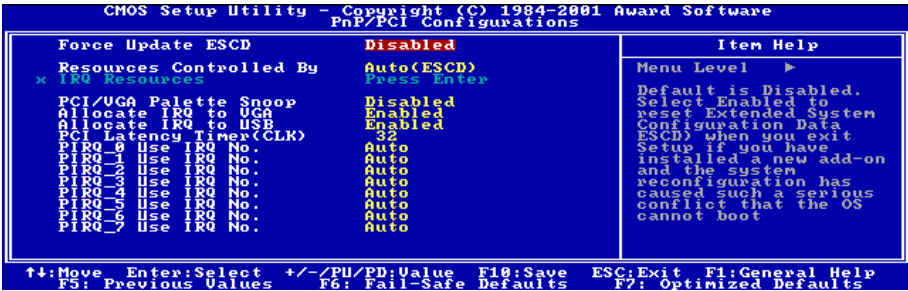 CMOS Setup Utility - Copyright (C) 1984-2001 Award Software
PnP/PCI Configurations
Force Update ESCD Disabled
Resources Controlled By Auto(ESCD)
x IRQ Resources Press Enter
PCI/VGA Palette Snoop Disabled
Allocate IRQ to VGA Enabled
Allocate IRQ to USB Enabled
PCI Latency Timer(CLK) 32
PIRQ_0 Use IRQ No. Auto
PIRQ_1 Use IRQ No. Auto
PIRQ_2 Use IRQ No. Auto
PIRQ_3 Use IRQ No. Auto
PIRQ_4 Use IRQ No. Auto
PIRQ_5 Use IRQ No. Auto
PIRQ_6 Use IRQ No. Auto
PIRQ_7 Use IRQ No. Auto
Item Help
Menu Level ►
Default is Disabled.
Select Enabled to
reset Extended System
Configuration Data
ESCD) when you exit
Setup if you have
installed a new add-on
and the system
reconfiguration has
caused such a serious
conflict that the OS
cannot boot
↑↓:Move Enter:Select +/-/PU/PD:Value F10:Save ESC:Exit F1:General Help
F5: Previous Values F6: Fail-Safe Defaults F7: Optimized Defaults